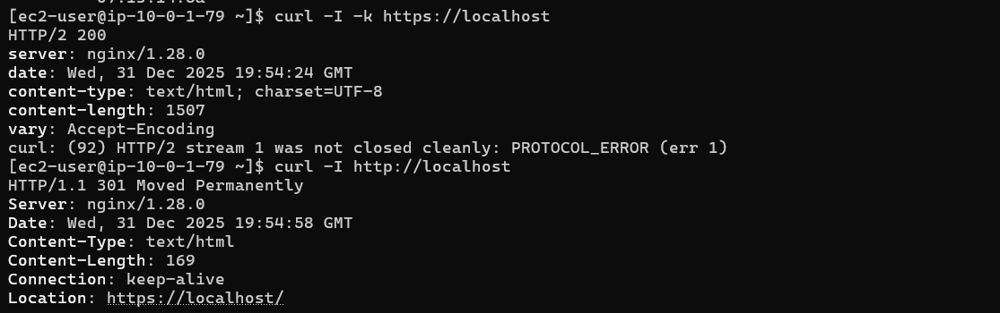 [ec2-user@ip-10-0-1-79 ~]$ curl -I -k https://localhost
HTTP/2 200
server: nginx/1.28.0
date: Wed, 31 Dec 2025 19:54:24 GMT
content-type: text/html; charset=UTF-8
content-length: 1507
vary: Accept-Encoding
curl: (92) HTTP/2 stream 1 was not closed cleanly: PROTOCOL_ERROR (err 1)
[ec2-user@ip-10-0-1-79 ~]$ curl -I http://localhost
HTTP/1.1 301 Moved Permanently
Server: nginx/1.28.0
Date: Wed, 31 Dec 2025 19:54:58 GMT
Content-Type: text/html
Content-Length: 169
Connection: keep-alive
Location: https://localhost/